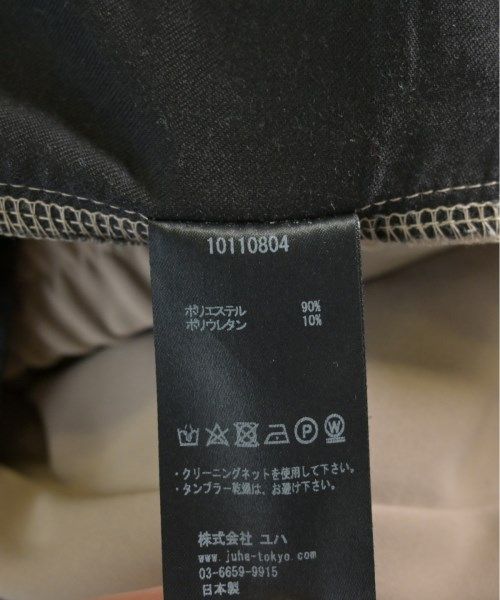 10110804
ポリエステル 90%
ポリウレタン 10%
P W
・クリーニングネットを使用して下さい。
・タンブラー乾燥は、お避け下さい。
株式会社 ユハ
www.juha-tokyo.com
03-6659-9915
日本製